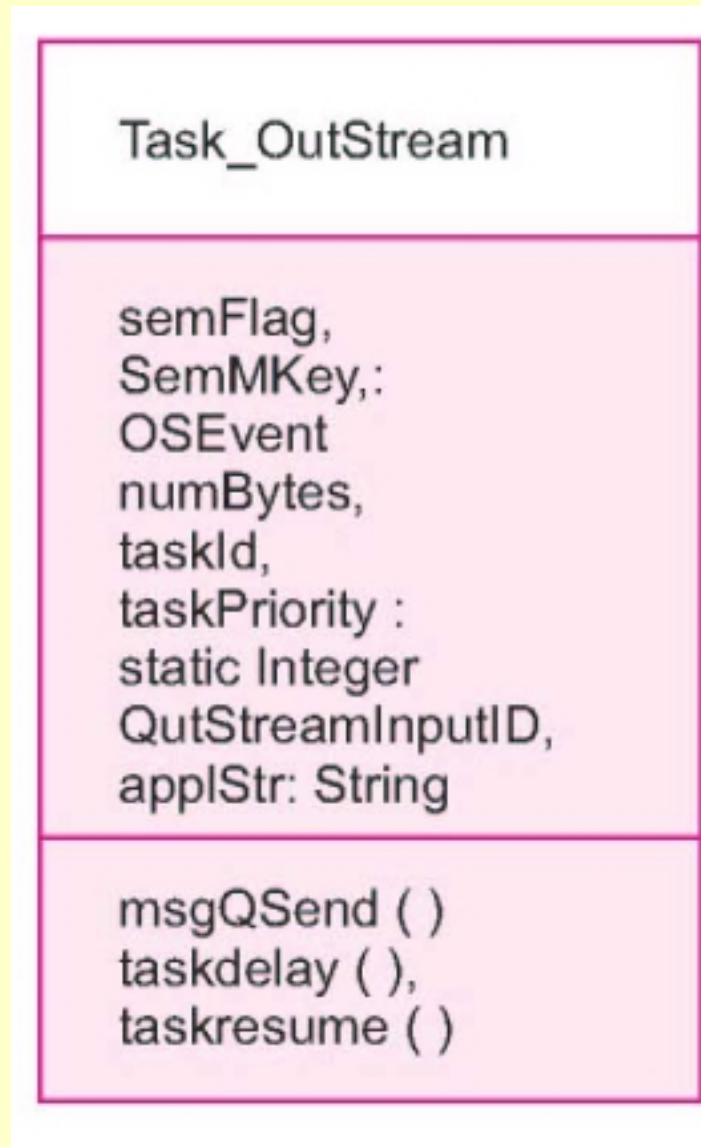 Task_OutStream
semFlag,
SemMKey,:
OSEvent
numBytes,
taskId,
taskPriority :
static Integer
QutStreamInputID,
applStr: String
msgQSend ( )
taskdelay ( ),
taskresume ( )